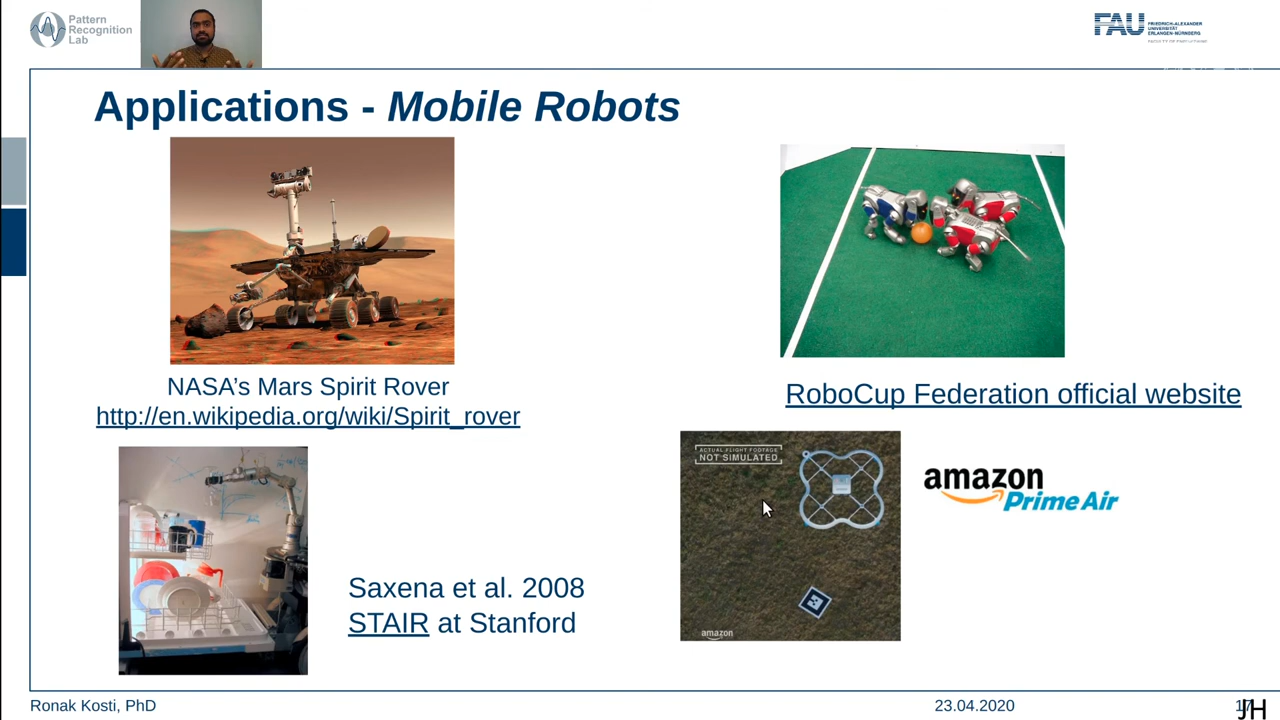 Pattern
Recognition
Lab
FAU
FRIEDRICH-ALEXANDER
UNIVERSITÄT
ERLANGEN-NÜRNBERG
Applications - Mobile Robots
NASA's Mars Spirit Rover
http://en.wikipedia.org/wiki/Spirit_rover
RoboCup Federation official website
ACTUAL FLIGHT FOOTAGE
NOT SIMULATED
amazon
amazon
Prime Air
Saxena et al. 2008
STAIR at Stanford
Ronak Kosti, PhD
23.04.2020
JH